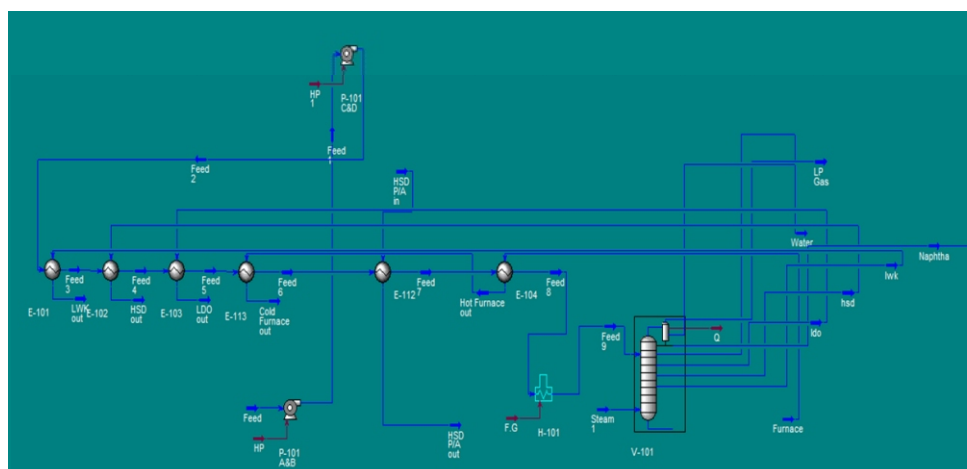 HP
1
P-101
C&D
Feed
1
Feed
2
HSD
P/A
in
LP
Gas
Water
Naphtha
lwk
hsd
ldo
Feed
3
Feed
4
Feed
5
Feed
6
Feed
7
Feed
8
E-101
LWK
out
E-102
HSD
out
E-103
LDO
out
E-113
Cold
Furnace
out
E-112
Hot Furnace
out
E-104
Feed
9
Q
Feed
HP
P-101
A&B
HSD
P/A
out
F.G
H-101
Steam
1
V-101
Furnace